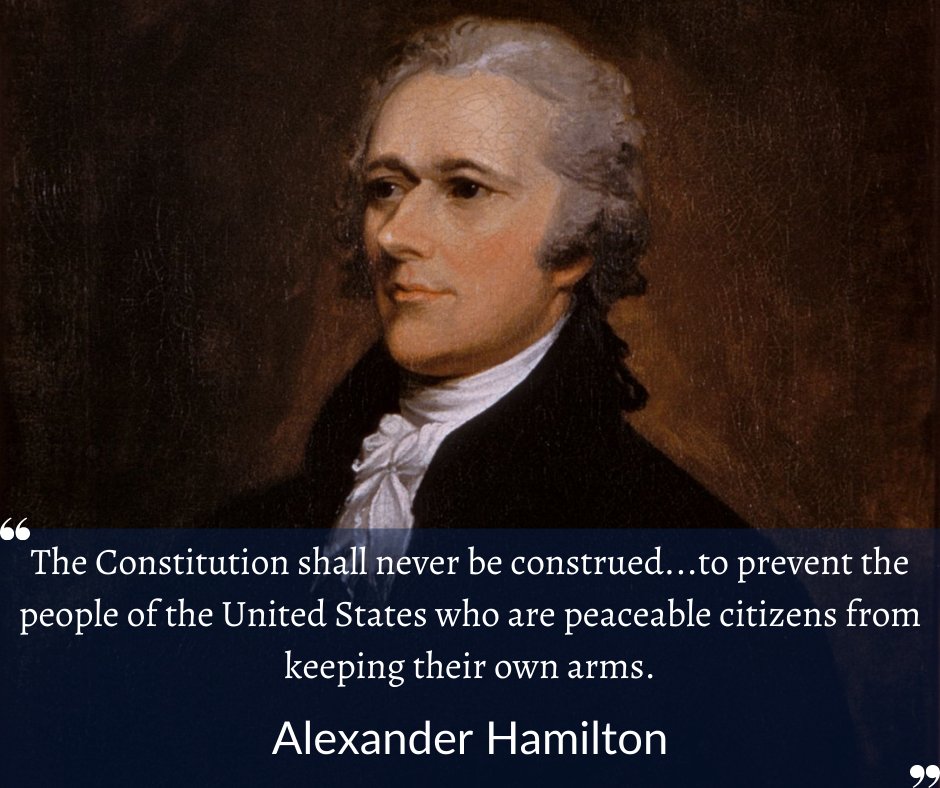 “
The Constitution shall never be construed...to prevent the
people of the United States who are peaceable citizens from
keeping their own arms.
Alexander Hamilton
”